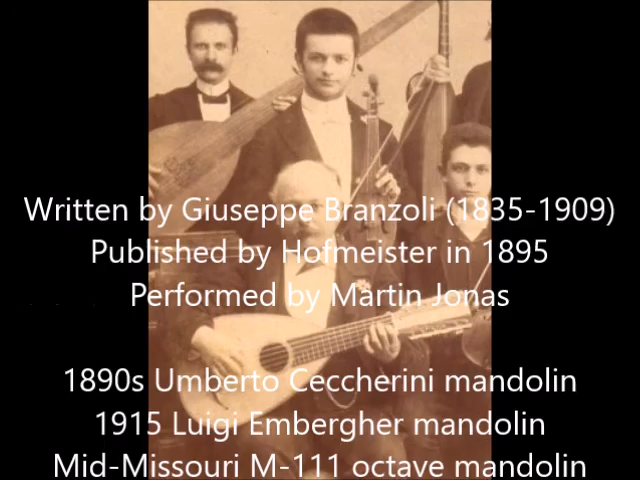 Written by Giuseppe Branzoli (1835-1909)
Published by Hofmeister in 1895
Performed by Martin Jonas
1890s Umberto Ceccherini mandolin
1915 Luigi Embergher mandolin
Mid-Missouri M-111 octave mandolin